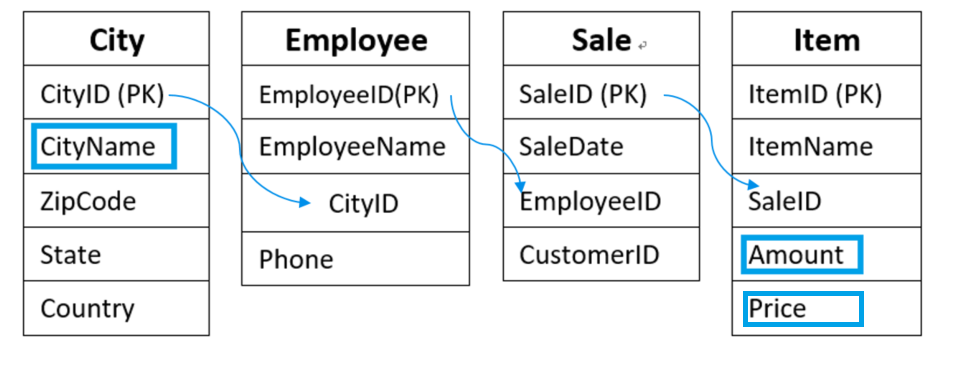 City
CityID (PK)
CityName
ZipCode
State
Country
Employee
EmployeeID(PK)
EmployeeName
CityID
Phone
Sale
SaleID (PK)
SaleDate
EmployeeID
CustomerID
Item
ItemID (PK)
ItemName
SaleID
Amount
Price